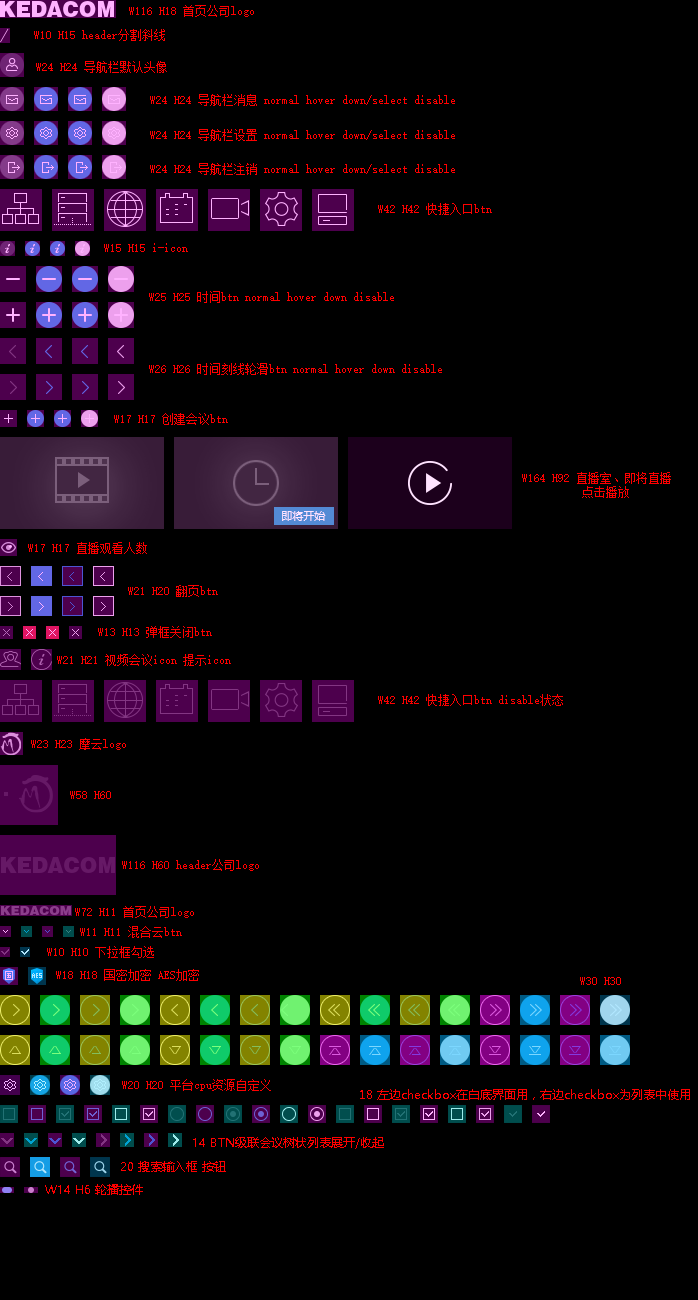 KEDACOM W116 H18 首页公司logo
W10 H15 header分割斜线
W24 H24 导航栏默认头像
W24 H24 导航栏消息 normal hover down/select disable
W24 H24 导航栏设置 normal hover down/select disable
W24 H24 导航栏注销 normal hover down/select disable
W42 H42 快捷入口btn
W15 H15 i-icon
W25 H25 时间btn normal hover down disable
W26 H26 时间刻线轮滑btn normal hover down disable
W17 H17 创建会议btn
即将开始
W164 H92 直播室、即将直播
点击播放
W17 H17 直播观看人数
W21 H20 翻页btn
W13 H13 弹框关闭btn
W21 H21 视频会议icon 提示icon
W42 H42 快捷入口btn disable状态
W23 H23 摩云logo
W58 H60
KEDACOM W116 H60 header公司logo
KEDACOM W72 H11 首页公司logo
W11 H11 混合云btn
W10 H10 下拉框勾选
AES W18 H18 国密加密 AES加密
W30 H30
W20 H20 平台cpu资源自定义
18 左边checkbox在白底界面用，右边checkbox为列表中使用
14 BTN级联会议树状列表展开/收起
20 搜索输入框 按钮
W14 H6 轮播控件